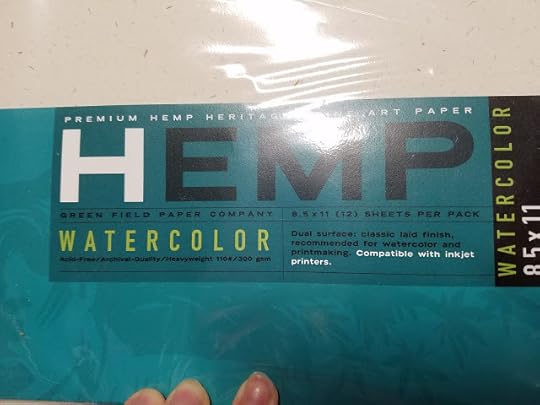 PREMIUM HEMP HERITAGE ART PAPER
HEMP
GREEN FIELD PAPER COMPANY
8.5x11 (12) SHEETS PER PACK
WATERCOLOR
Acid-Free/Archival-Quality/Heavyweight 110#/300 gsm
Dual surface: classic laid finish,
recommended for watercolor and
printmaking. Compatible with inkjet
printers.
WATERCOLOR
8.5x11